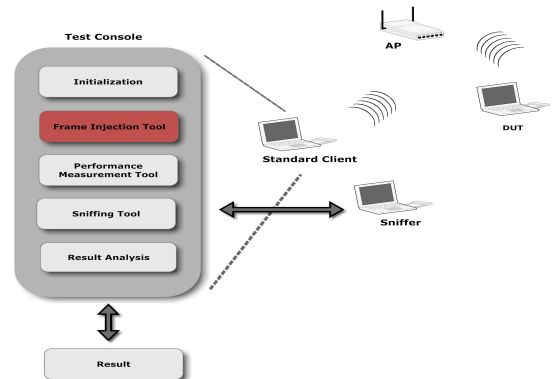 Test Console
Initialization
Frame Injection Tool
Performance
Measurement Tool
Sniffing Tool
Result Analysis
Result
AP
DUT
Standard Client
Sniffer